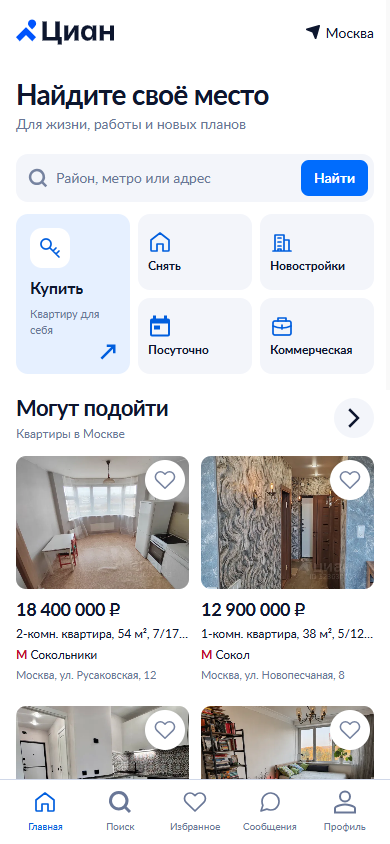 Циан
Москва
Найдите своё место
Для жизни, работы и новых планов
Район, метро или адрес
Найти
Купить
Квартиру для
себя
Снять
Новостройки
Посуточно
Коммерческая
Могут подойти
Квартиры в Москве
циан
18 400 000 ₽
2-комн. квартира, 54 м², 7/17...
М Сокольники
Москва, ул. Русаковская, 12
12 900 000 ₽
1-комн. квартира, 38 м², 5/12...
М Сокол
Москва, ул. Новопесчаная, 8
Главная
Поиск
Избранное
Сообщения
Профиль